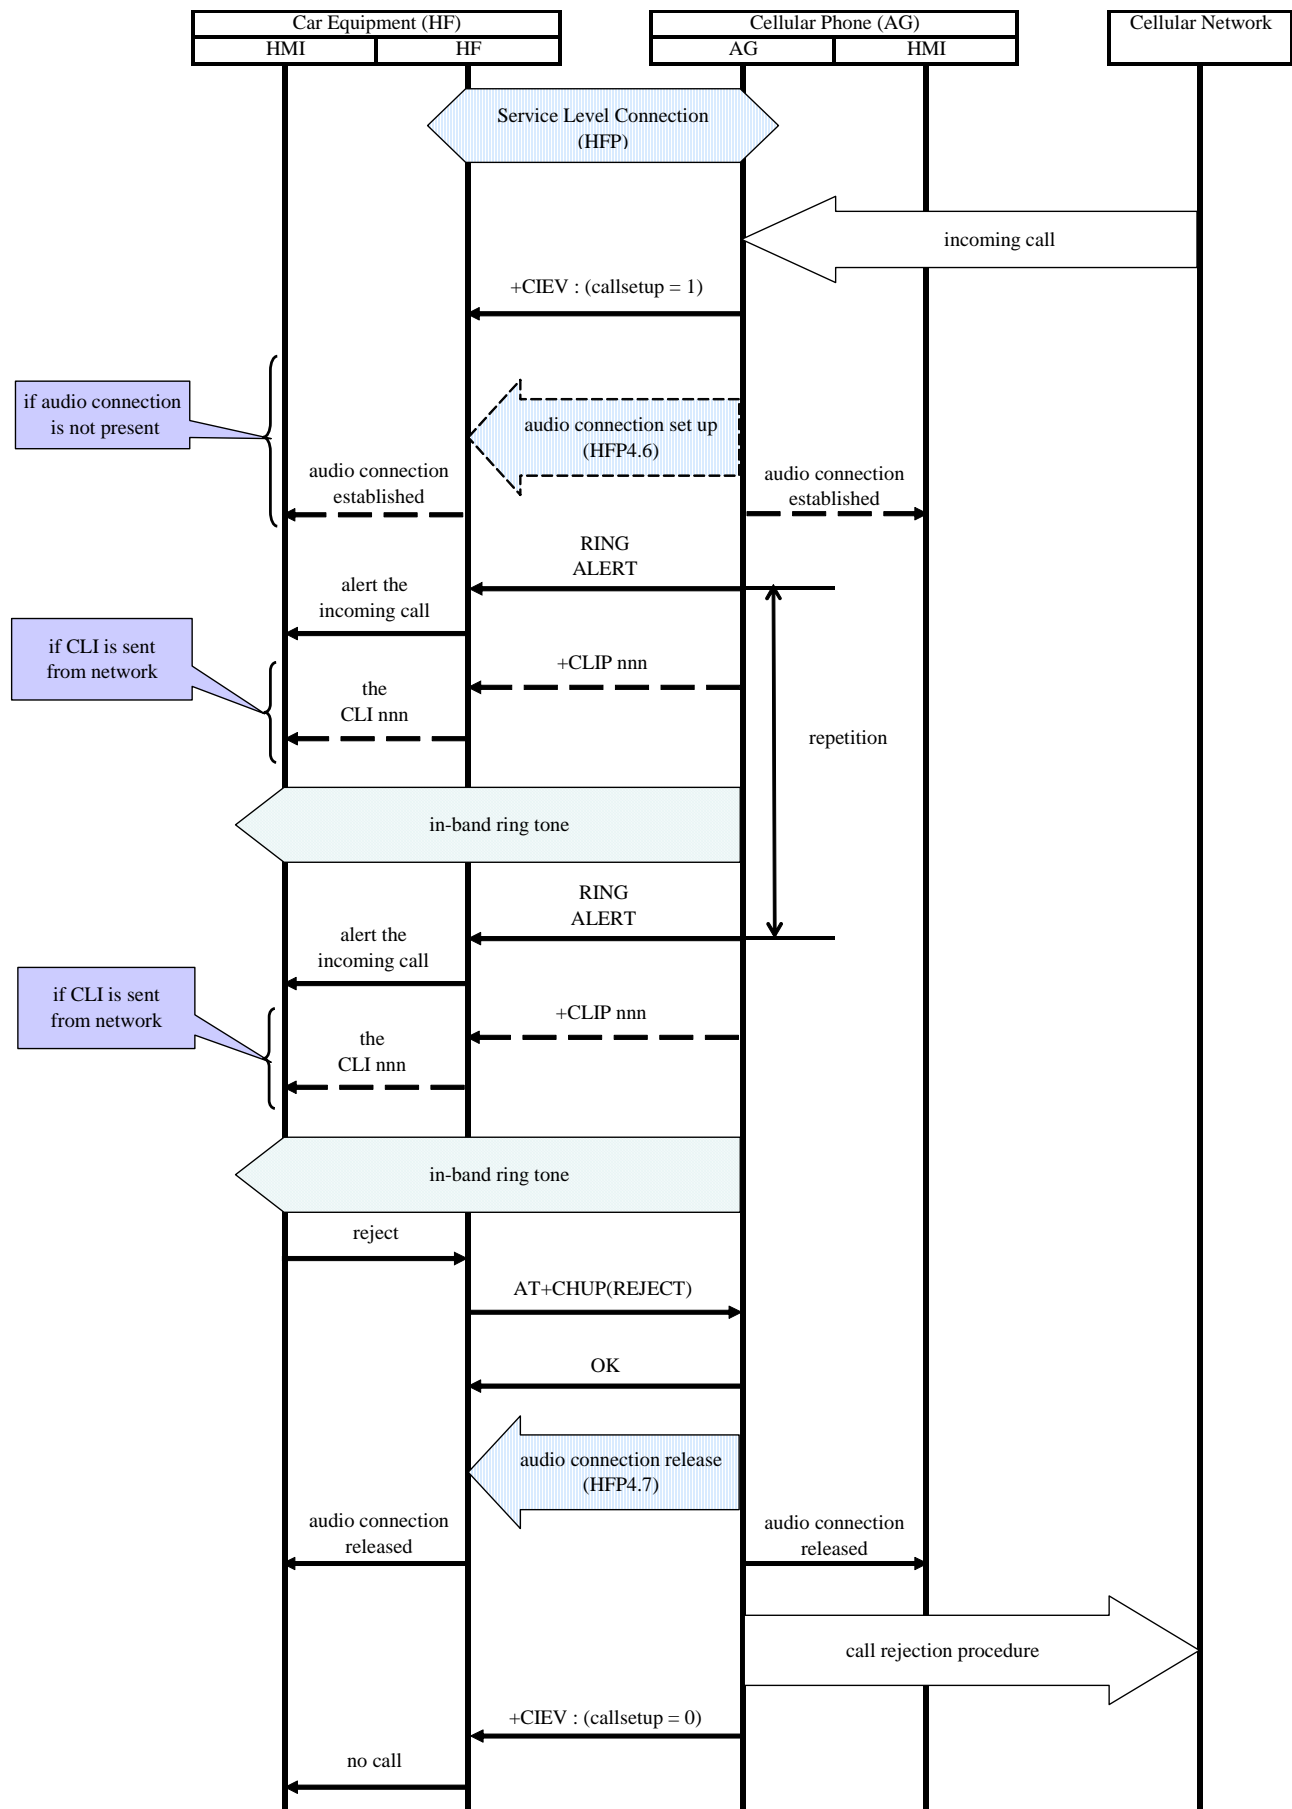 Car Equipment (HF)
Cellular Phone (AG)
Cellular Network
HMI
HF
AG
HMI
Service Level Connection
(HFP)
incoming call
+CIEV : (callsetup = 1)
if audio connection
is not present
audio connection set up
(HFP4.6)
audio connection
established
audio connection
established
RING
ALERT
alert the
incoming call
if CLI is sent
from network
+CLIP nnn
the
CLI nnn
repetition
in-band ring tone
RING
ALERT
alert the
incoming call
if CLI is sent
from network
+CLIP nnn
the
CLI nnn
in-band ring tone
reject
AT+CHUP(REJECT)
OK
audio connection release
(HFP4.7)
audio connection
released
audio connection
released
call rejection procedure
+CIEV : (callsetup = 0)
no call